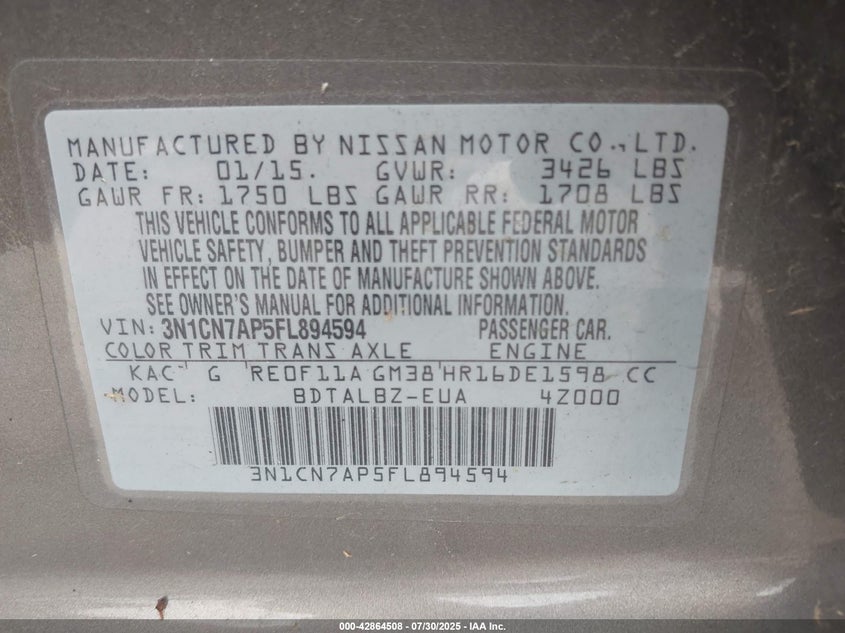 MANUFACTURED BY NISSAN MOTOR CO., LTD.
DATE: 01/15. GVWR: 3426 LBS
GAWR FR: 1750 LBS GAWR RR: 1708 LBS
THIS VEHICLE CONFORMS TO ALL APPLICABLE FEDERAL MOTOR
VEHICLE SAFETY, BUMPER AND THEFT PREVENTION STANDARDS
IN EFFECT ON THE DATE OF MANUFACTURE SHOWN ABOVE.
SEE OWNER'S MANUAL FOR ADDITIONAL INFORMATION.
VIN: 3N1CN7AP5FL894594 PASSENGER CAR.
COLOR TRIM TRANS AXLE ENGINE
KAC G RE0F11A GM38 HR16DE1598 CC
MODEL: BDTALBZ-EUA 4Z000
3N1CN7AP5FL894594
000-42864508 - 07/30/2025 - IAA Inc.